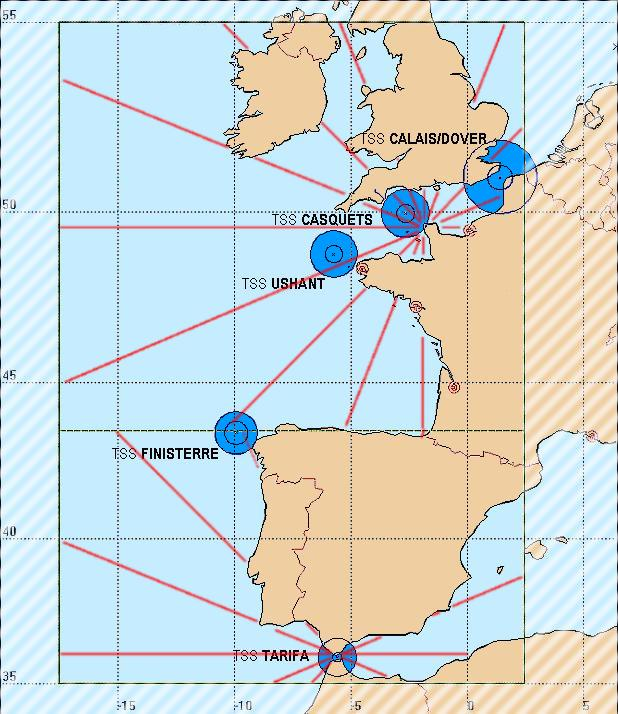 55
TSS CALAIS/DOVER
50
TSS CASQUETS
TSS USHANT
45
TSS FINISTERRE
40
TSS TARIFA
35
-15 -10 -5 0 5